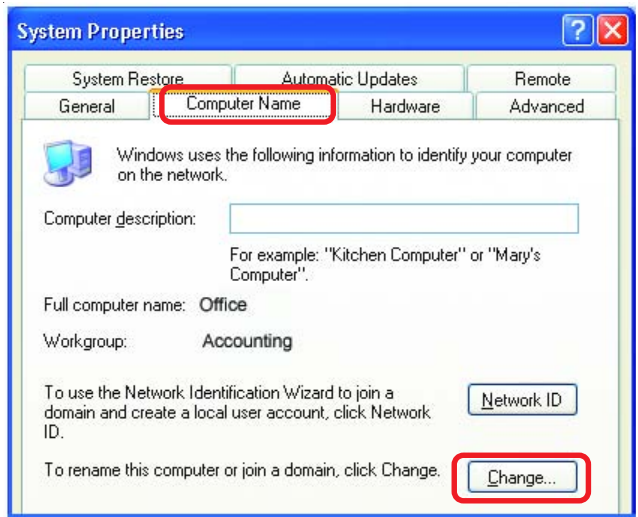 System Properties
System Restore Automatic Updates Remote
General Computer Name Hardware Advanced
Windows uses the following information to identify your computer
on the network.
Computer description:
For example: "Kitchen Computer" or "Mary's
Computer".
Full computer name: Office
Workgroup: Accounting
To use the Network Identification Wizard to join a
domain and create a local user account, click Network
ID.
Network ID
To rename this computer or join a domain, click Change.
Change...